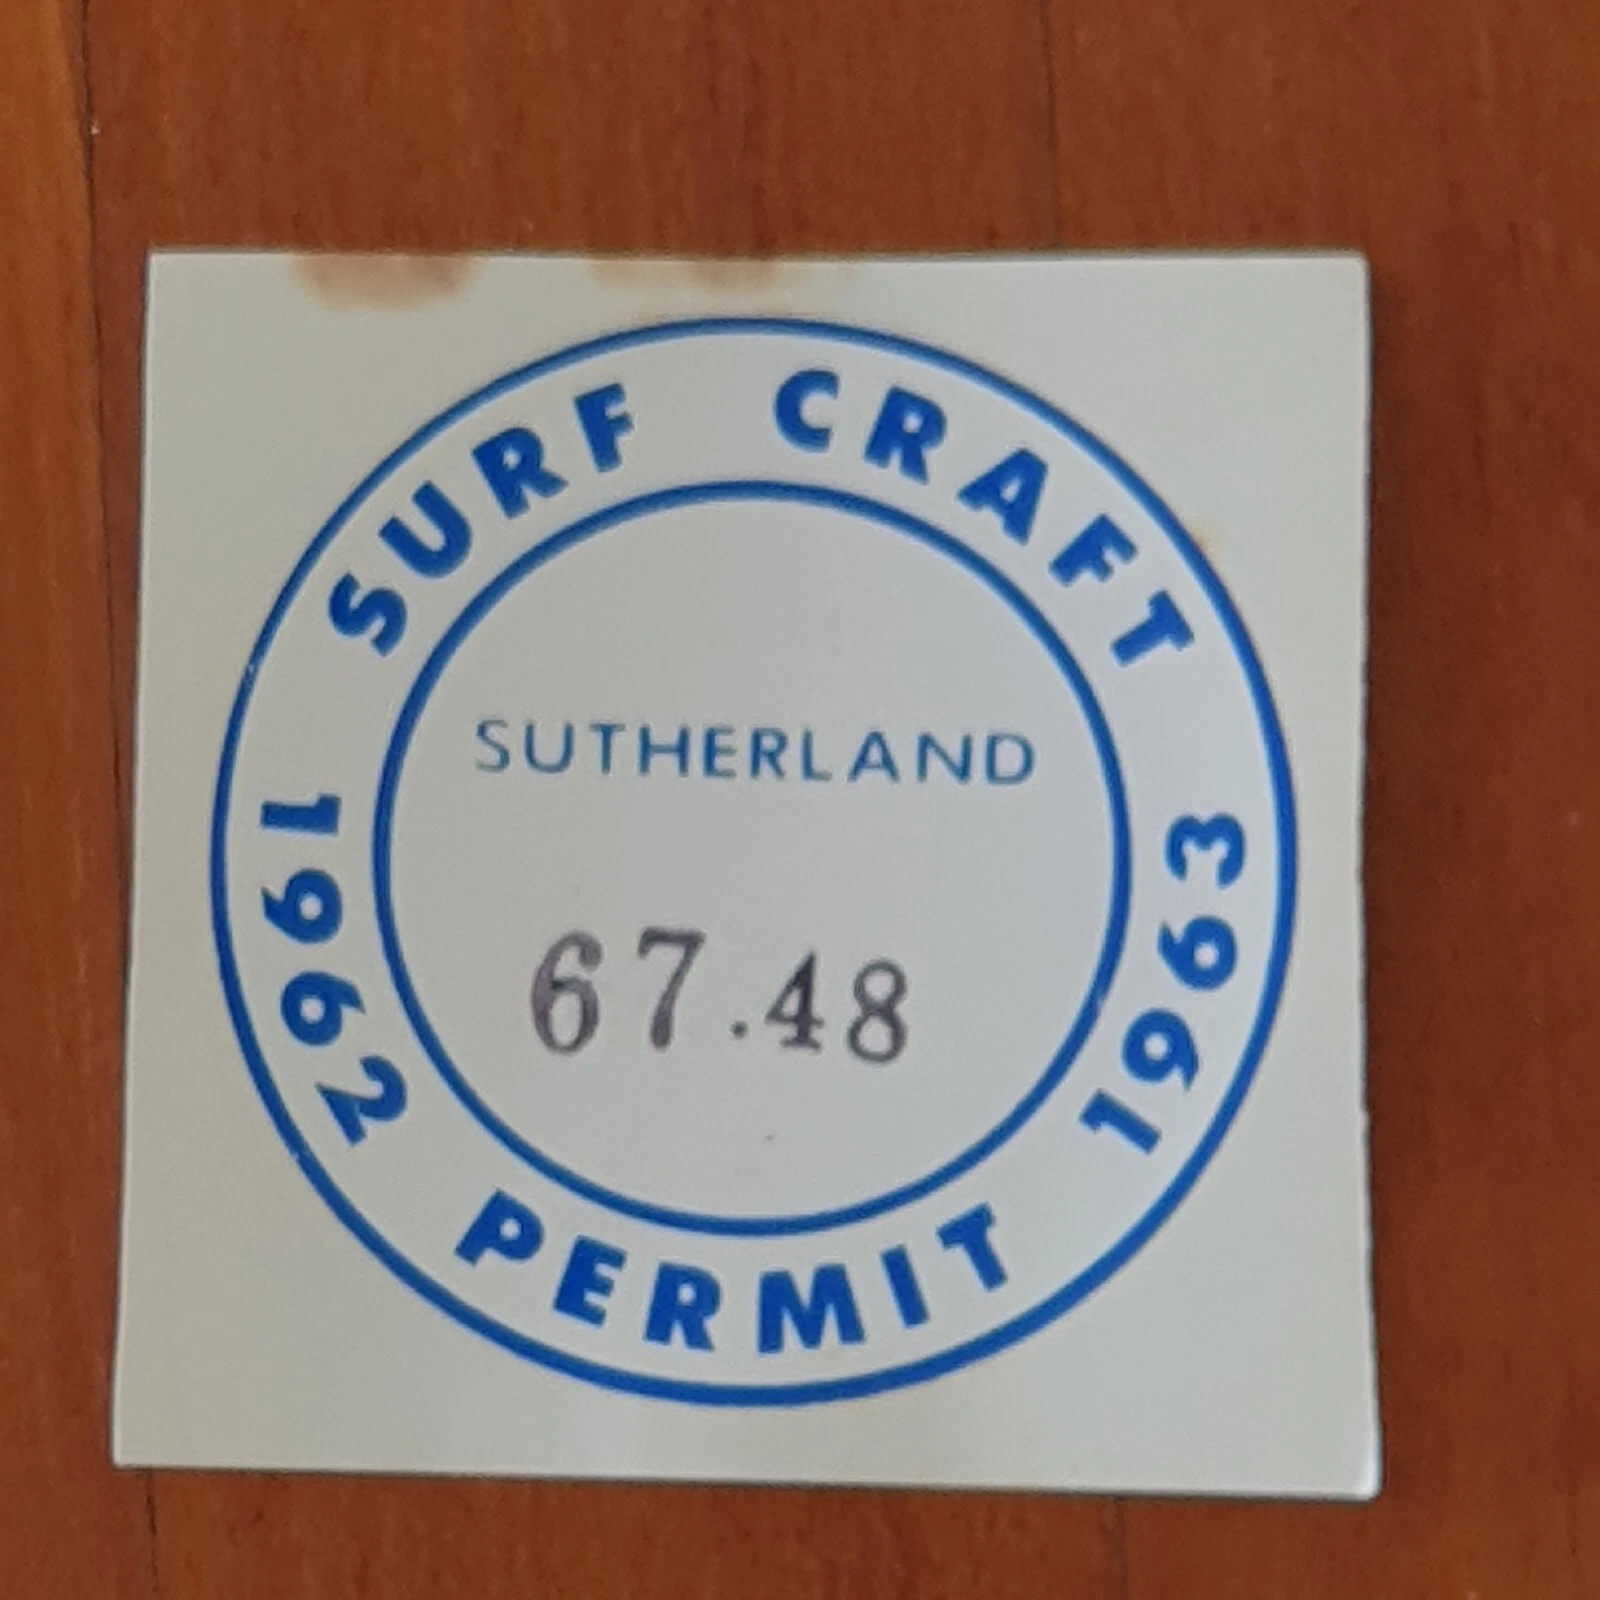 SURF CRAFT
SUTHERLAND
67.48
1962 PERMIT 1963